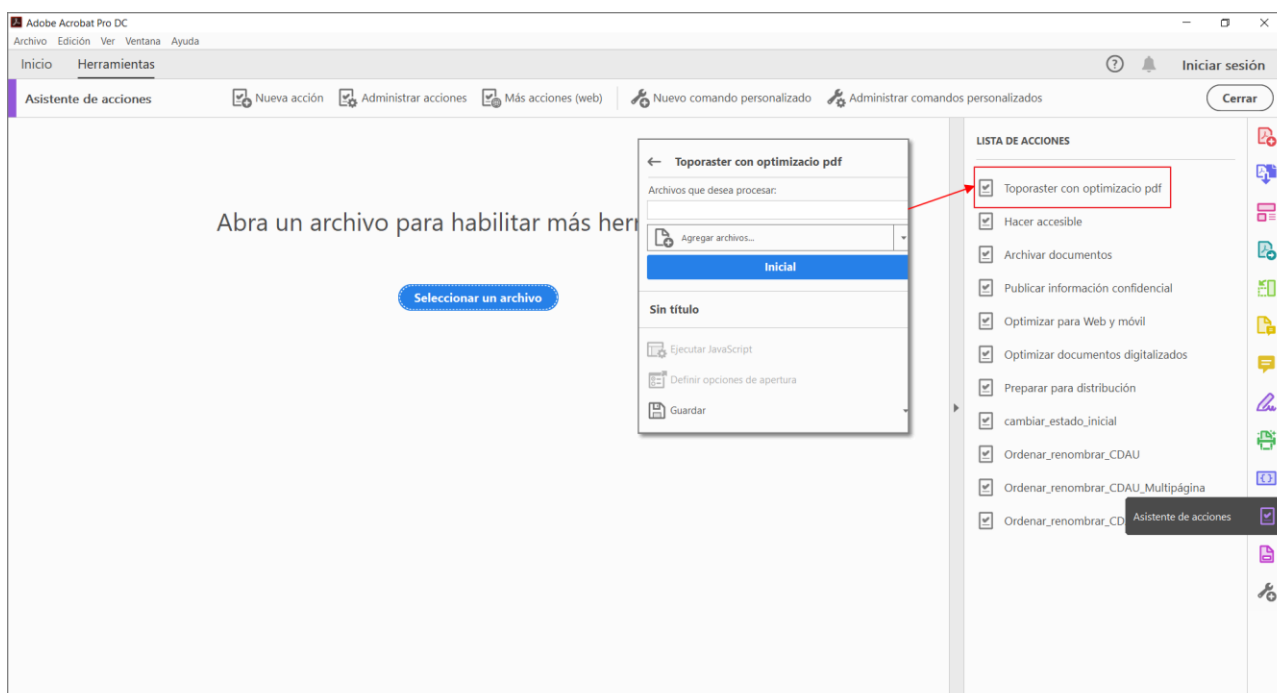 Adobe Acrobat Pro DC
Archivo Edición Ver Ventana Ayuda
Inicio Herramientas Iniciar sesión
Asistente de acciones Nueva acción Administrar acciones Más acciones (web) Nuevo comando personalizado Administrar comandos personalizados Cerrar
Abra un archivo para habilitar más
Seleccionar un archivo
Toporaster con optimizacio pdf
Archivos que desea procesar:
Agregar archivos...
Inicial
Sin título
Ejecutar JavaScript
Definir opciones de apertura
Guardar
LISTA DE ACCIONES
Toporaster con optimizacio pdf
Hacer accesible
Archivar documentos
Publicar información confidencial
Optimizar para Web y móvil
Optimizar documentos digitalizados
Preparar para distribución
cambiar_estado_inicial
Ordenar_renombrar_CDAU
Ordenar_renombrar_CDAU_Multipágina
Ordenar_renombrar_CD
Asistente de acciones